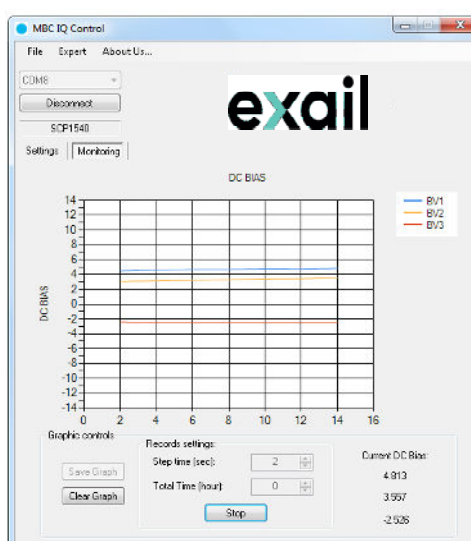 MBC IQ Control
File Expert About Us...
COM8
Disconnect
exail
SCP1540
Settings Monitoring
DC BIAS
14
12
10
8
6
4
2
0
-2
-4
-6
-8
-10
-12
-14
DC BIAS
0 2 4 6 8 10 12 14 16
BV1
BV2
BV3
Graphic controls
Save Graph
Clear Graph
Records settings:
Step time (sec): 2
Total Time (hour): 0
Stop
Current DC Bias:
4.813
3.557
-2.526